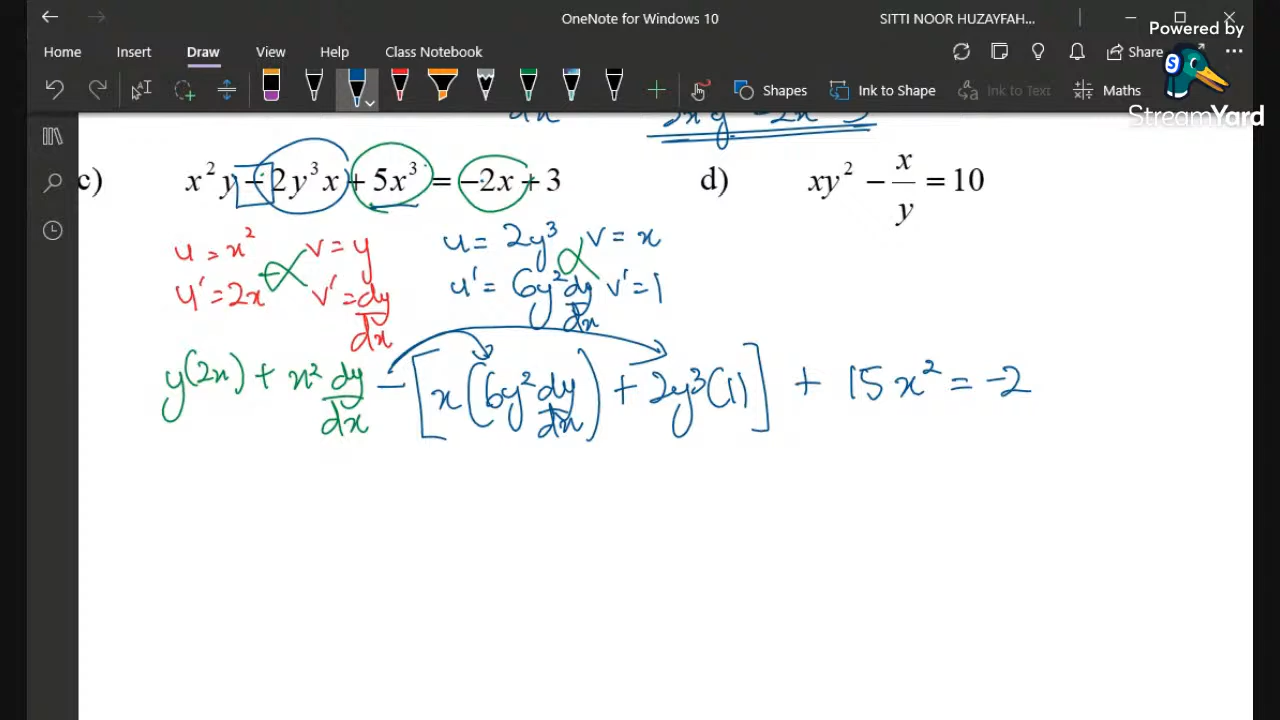 OneNote for Windows 10 SITTI NOOR HUZAYFAH...
Powered by
StreamYard
Home Insert Draw View Help Class Notebook Share
Shapes Ink to Shape Ink to Text Maths
c) x²y − 2y³x + 5x³ = −2x + 3 d) xy² − x/y = 10
u = x² v = y u = 2y³ v = x
u' = 2x v' = dy/dx u' = 6y² dy/dx v' = 1
y(2x) + x² dy/dx − [x(6y² dy/dx) + 2y³(1)] + 15x² = −2